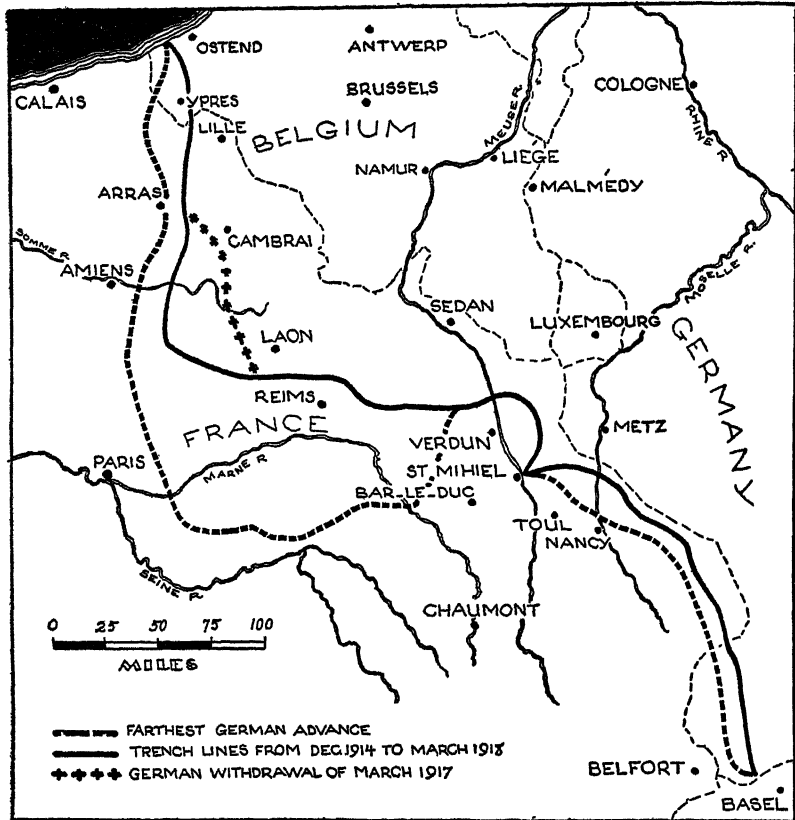 OSTEND
ANTWERP
CALAIS
BRUSSELS
COLOGNE
YPRES
LILLE
BELGIUM
MEUSE R.
RHINE R.
NAMUR
LIÉGE
MALMÉDY
ARRAS
CAMBRAI
SOMME R.
AMIENS
MOSELLE R.
SEDAN
LUXEMBOURG
GERMANY
LAON
REIMS
FRANCE
VERDUN
METZ
PARIS
MARNE R.
ST. MIHIEL
BAR-LE-DUC
TOUL
NANCY
SEINE R.
CHAUMONT
0 25 50 75 100
MILES
FARTHEST GERMAN ADVANCE
TRENCH LINES FROM DEC. 1914 TO MARCH 1918
GERMAN WITHDRAWAL OF MARCH 1917
BELFORT
BASEL